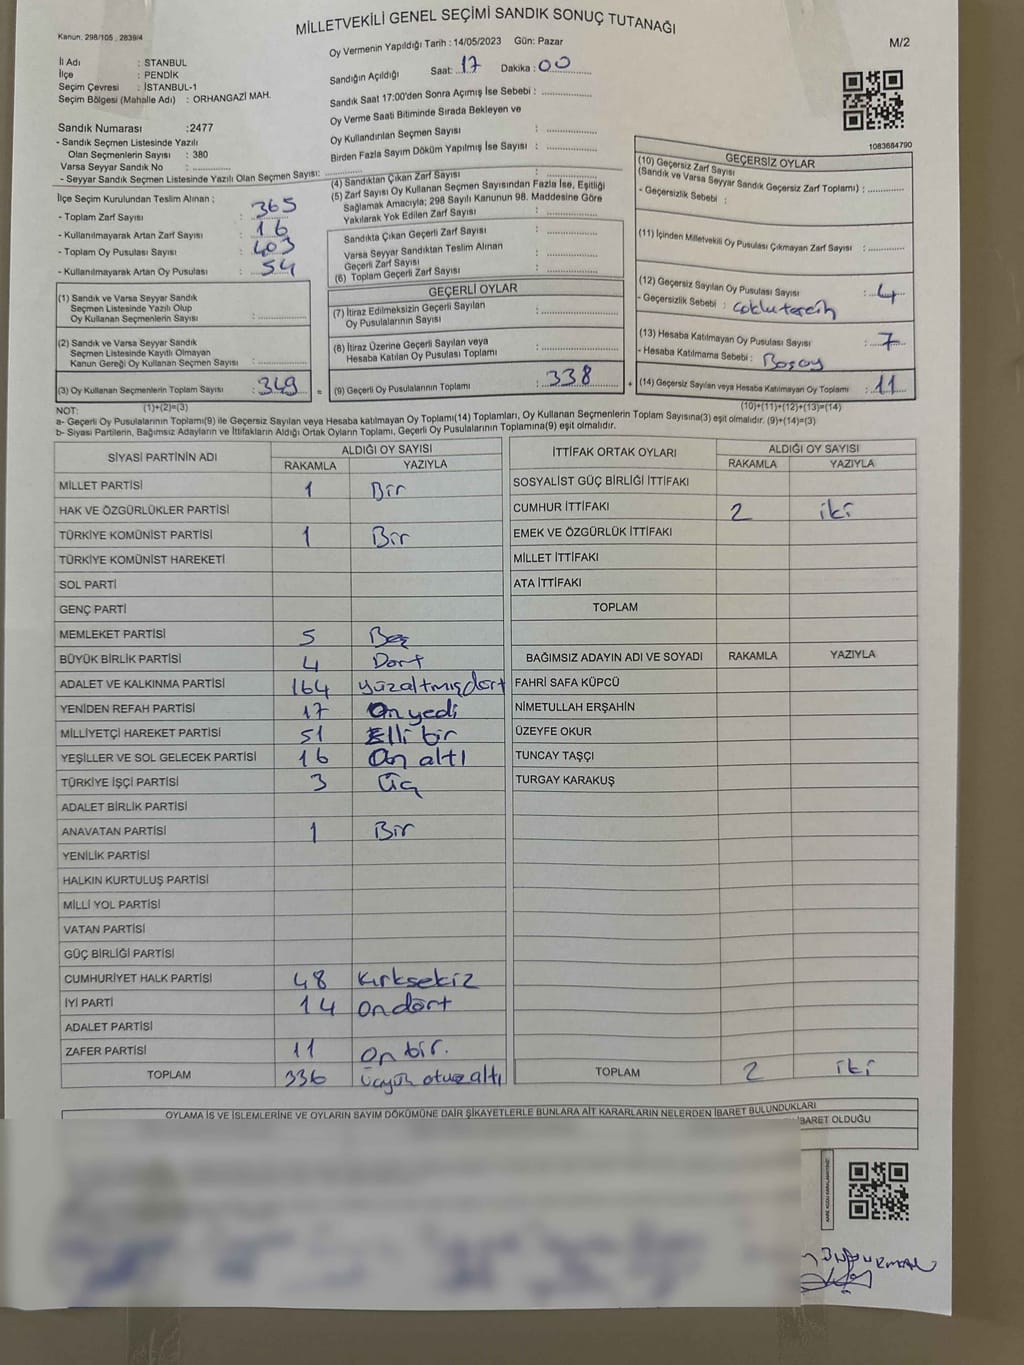 MİLLETVEKİLİ GENEL SEÇİMİ SANDIK SONUÇ TUTANAĞI
Kanun: 298/105 , 2839/4
M/2
İl Adı : İSTANBUL
İlçe : PENDİK
Seçim Çevresi : İSTANBUL-1
Seçim Bölgesi (Mahalle Adı) : ORHANGAZİ MAH.
Sandık Numarası :2477
- Sandık Seçmen Listesinde Yazılı
Olan Seçmenlerin Sayısı : 380
Varsa Seyyar Sandık No :
- Seyyar Sandık Seçmen Listesinde Yazılı Olan Seçmen Sayısı:
Oy Vermenin Yapıldığı Tarih : 14/05/2023 Gün: Pazar
Sandığın Açıldığı Saat: 17 Dakika : 00
Sandık Saat 17:00'den Sonra Açımış İse Sebebi :
Oy Verme Saati Bitiminde Sırada Bekleyen ve
Oy Kullandırılan Seçmen Sayısı :
Birden Fazla Sayım Döküm Yapılmış İse Sayısı :
1083684790
İlçe Seçim Kurulundan Teslim Alınan ;
- Toplam Zarf Sayısı : 365
- Kullanılmayarak Artan Zarf Sayısı : 16
- Toplam Oy Pusulası : 403
- Kullanılmayarak Artan Oy Pusulası : 54
(1) Sandık ve Varsa Seyyar Sandık
Seçmen Listesinde Yazılı Olup
Oy Kullanan Seçmenlerin Sayısı :
(2) Sandık ve Varsa Seyyar Sandık
Seçmen Listesinde Kayıtlı Olmayan
Kanun Gereği Oy Kullanan Seçmen Sayısı :
(3) Oy Kullanan Seçmenlerin Toplam Sayısı : 349 =
(1)+(2)=(3)
(4) Sandıktan Çıkan Zarf Sayısı :
(5) Zarf Sayısı Oy Kullanan Seçmen Sayısından Fazla İse, Eşitliği
Sağlamak Amacıyla; 298 Sayılı Kanunun 98. Maddesine Göre
Yakılarak Yok Edilen Zarf Sayısı :
Sandıkta Çıkan Geçerli Zarf Sayısı :
Varsa Seyyar Sandıktan Teslim Alınan
Geçerli Zarf Sayısı :
(6) Toplam Geçerli Zarf Sayısı :
GEÇERLİ OYLAR
(7) İtiraz Edilmeksizin Geçerli Sayılan
Oy Pusulalarının Sayısı :
(8) İtiraz Üzerine Geçerli Sayılan veya
Hesaba Katılan Oy Pusulası Toplamı :
(9) Geçerli Oy Pusulalarının Toplamı : 338 +
GEÇERSİZ OYLAR
(10) Geçersiz Zarf Sayısı
(Sandık ve Varsa Seyyar Sandık Geçersiz Zarf Toplamı) :
- Geçersizlik Sebebi :
(11) İçinden Milletvekili Oy Pusulası Çıkmayan Zarf Sayısı :
(12) Geçersiz Sayılan Oy Pusulası Sayısı : 4
- Geçersizlik Sebebi : çoklu tercih
(13) Hesaba Katılmayan Oy Pusulası Sayısı : 7
- Hesaba Katılmama Sebebi : Boş oy
(14) Geçersiz Sayılan veya Hesaba Katılmayan Oy Toplamı : 11
(10)+(11)+(12)+(13)=(14)
NOT:
a- Geçerli Oy Pusulalarının Toplamı(9) ile Geçersiz Sayılan veya Hesaba katılmayan Oy Toplamı(14) Toplamları, Oy Kullanan Seçmenlerin Toplam Sayısına(3) eşit olmalıdır. (9)+(14)=(3)
b- Siyasi Partilerin, Bağımsız Adayların ve İttifakların Aldığı Ortak Oyların Toplamı, Geçerli Oy Pusulalarının Toplamına(9) eşit olmalıdır.
SİYASİ PARTİNİN ADI ALDIĞI OY SAYISI
RAKAMLA YAZIYLA
MİLLET PARTİSİ 1 Bir
HAK VE ÖZGÜRLÜKLER PARTİSİ
TÜRKİYE KOMÜNİST PARTİSİ 1 Bir
TÜRKİYE KOMÜNİST HAREKETİ
SOL PARTİ
GENÇ PARTİ
MEMLEKET PARTİSİ 5 Beş
BÜYÜK BİRLİK PARTİSİ 4 Dört
ADALET VE KALKINMA PARTİSİ 164 yüzaltmışdört
YENİDEN REFAH PARTİSİ 17 Onyedi
MİLLİYETÇİ HAREKET PARTİSİ 51 Elli bir
YEŞİLLER VE SOL GELECEK PARTİSİ 16 On altı
TÜRKİYE İŞÇİ PARTİSİ 3 Üç
ADALET BİRLİK PARTİSİ
ANAVATAN PARTİSİ 1 Bir
YENİLİK PARTİSİ
HALKIN KURTULUŞ PARTİSİ
MİLLİ YOL PARTİSİ
VATAN PARTİSİ
GÜÇ BİRLİĞİ PARTİSİ
CUMHURİYET HALK PARTİSİ 48 Kırksekiz
İYİ PARTİ 14 Ondört
ADALET PARTİSİ
ZAFER PARTİSİ 11 On bir.
TOPLAM 336 Üçyüz otuz altı
İTTİFAK ORTAK OYLARI ALDIĞI OY SAYISI
RAKAMLA YAZIYLA
SOSYALİST GÜÇ BİRLİĞİ İTTİFAKI
CUMHUR İTTİFAKI 2 iki
EMEK VE ÖZGÜRLÜK İTTİFAKI
MİLLET İTTİFAKI
ATA İTTİFAKI
TOPLAM
BAĞIMSIZ ADAYIN ADI VE SOYADI RAKAMLA YAZIYLA
FAHRİ SAFA KÜPCÜ
NİMETULLAH ERŞAHİN
ÜZEYFE OKUR
TUNCAY TAŞÇI
TURGAY KARAKUŞ
TOPLAM 2 iki
OYLAMA İŞ VE İŞLEMLERİNE VE OYLARIN SAYIM DÖKÜMÜNE DAİR ŞİKAYETLERLE BUNLARA AİT KARARLARIN NELERDEN İBARET BULUNDUKLARI
İBARET OLDUĞU